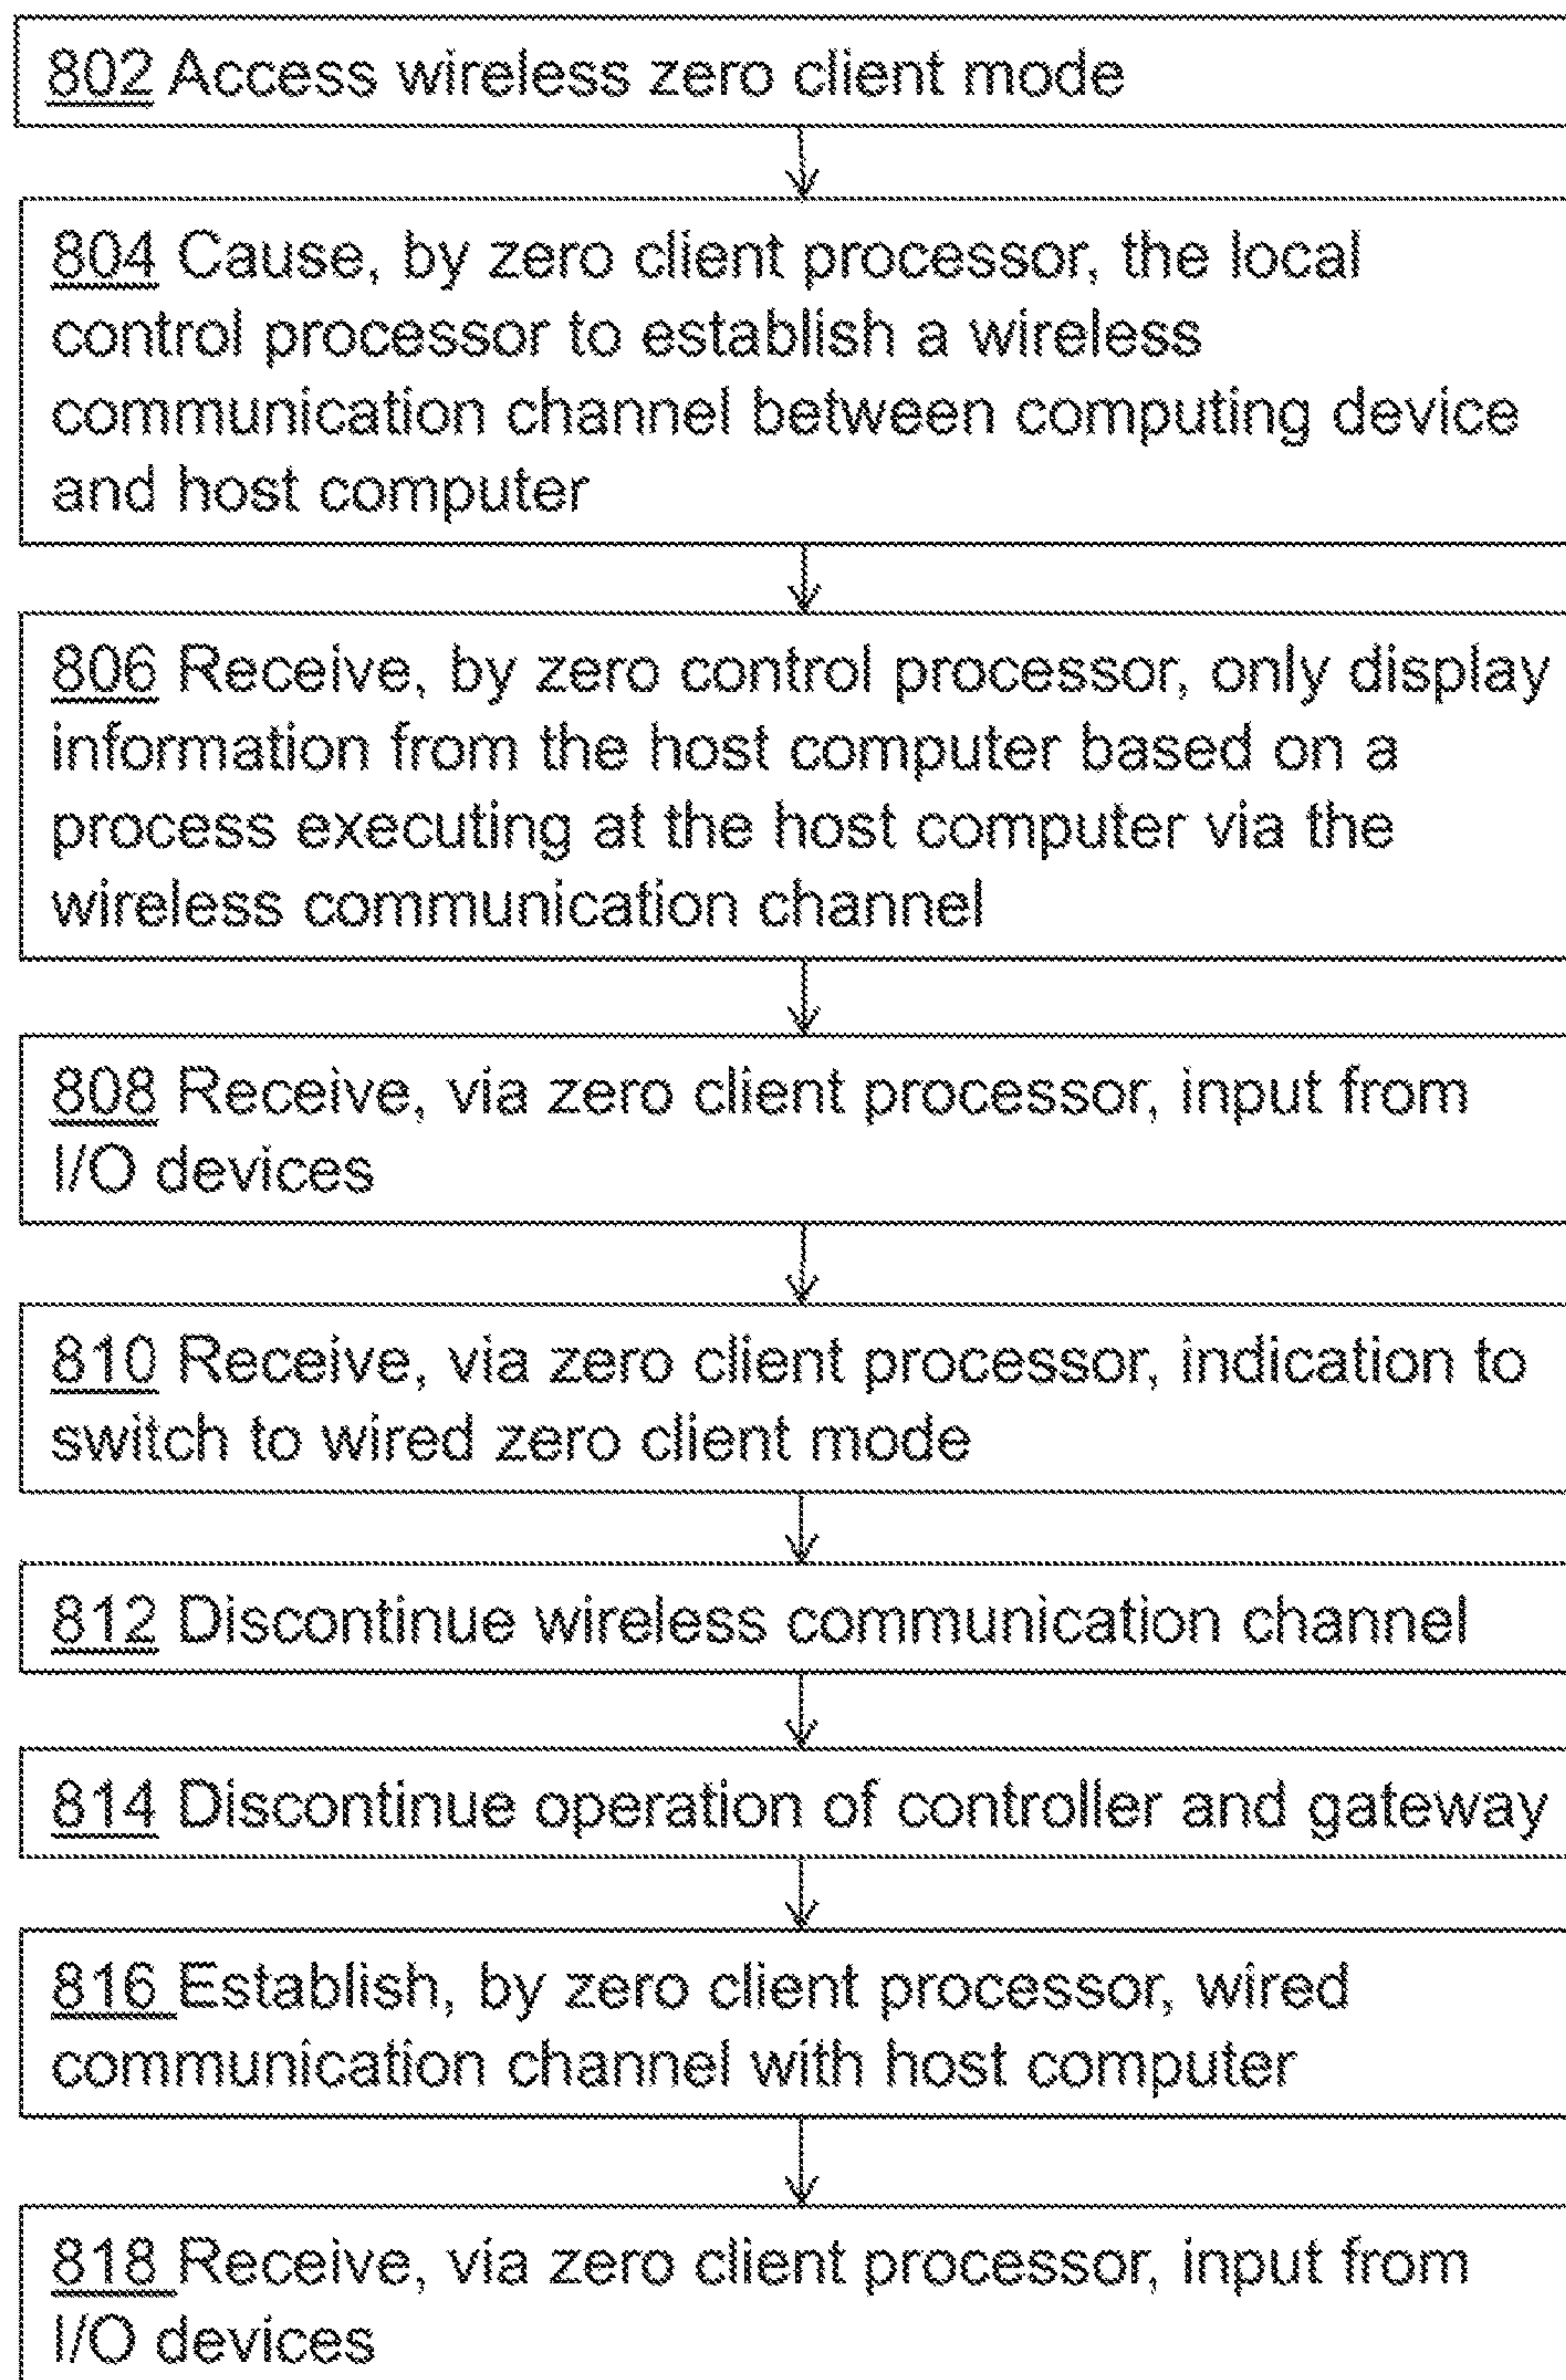 802 Access wireless zero client mode
804 Cause, by zero client processor, the local
control processor to establish a wireless
communication channel between computing device
and host computer
806 Receive, by zero control processor, only display
information from the host computer based on a
process executing at the host computer via the
wireless communication channel
808 Receive, via zero client processor, input from
I/O devices
810 Receive, via zero client processor, indication to
switch to wired zero client mode
812 Discontinue wireless communication channel
814 Discontinue operation of controller and gateway
816 Establish, by zero client processor, wired
communication channel with host computer
818 Receive, via zero client processor, input from
I/O devices